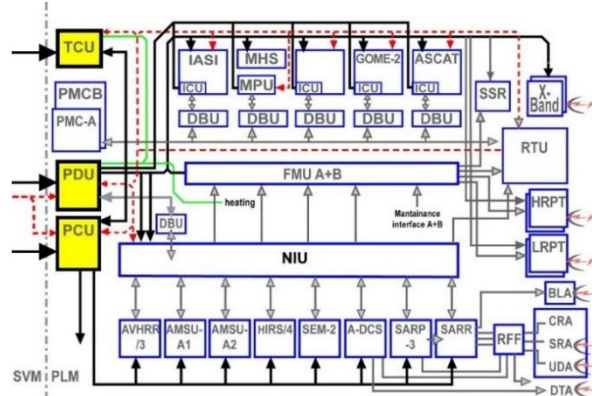 TCU
IASI
ICU
MHS
MPU
ICU
GOME-2
ICU
ASCAT
ICU
SSR
X-
Band
PMCB
PMC-A
DBU
DBU
DBU
DBU
DBU
RTU
PDU
FMU A+B
heating
Mantainance
interface A+B
HRPT
PCU
DBU
NIU
LRPT
BLA
AVHRR
/3
AMSU-
A1
AMSU-
A2
HIRS/4
SEM-2
A-DCS
SARP
-3
SARR
RFF
CRA
SRA
UDA
DTA
SVM
PLM